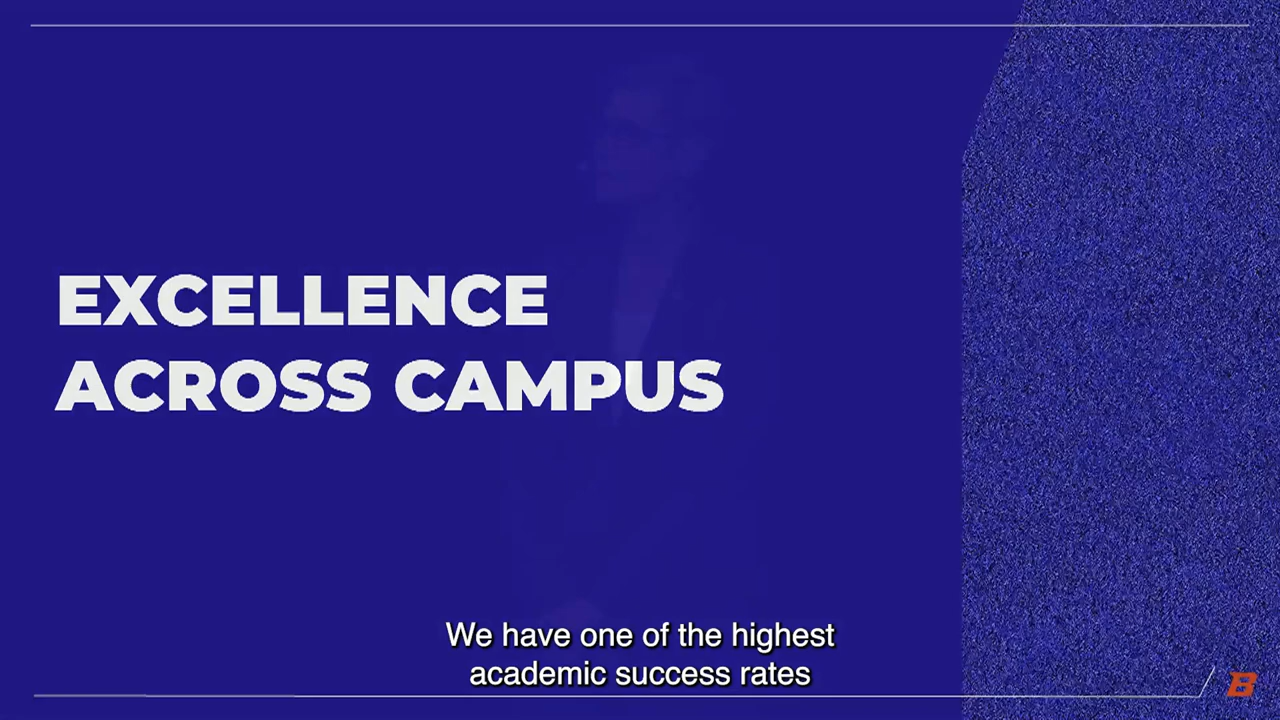 EXCELLENCE
ACROSS CAMPUS
We have one of the highest
academic success rates
B